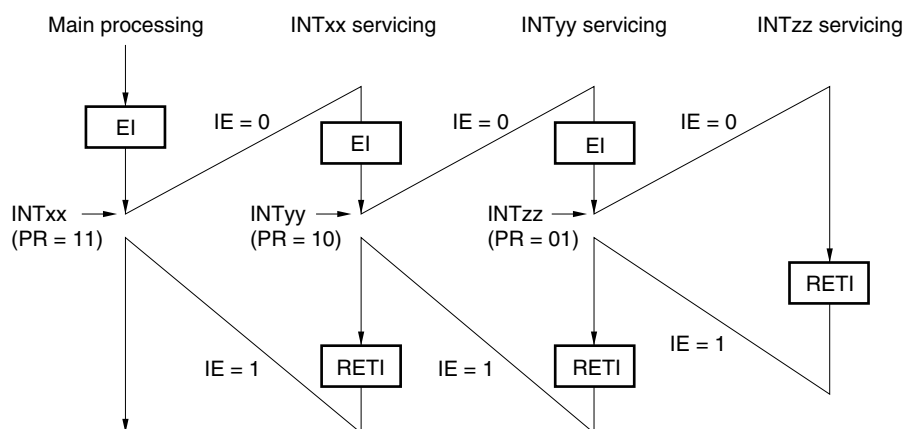 Main processing INTxx servicing INTyy servicing INTzz servicing
EI IE = 0 EI IE = 0 EI IE = 0
INTxx INTyy INTzz
(PR = 11) (PR = 10) (PR = 01)
RETI
IE = 1 RETI IE = 1 RETI IE = 1